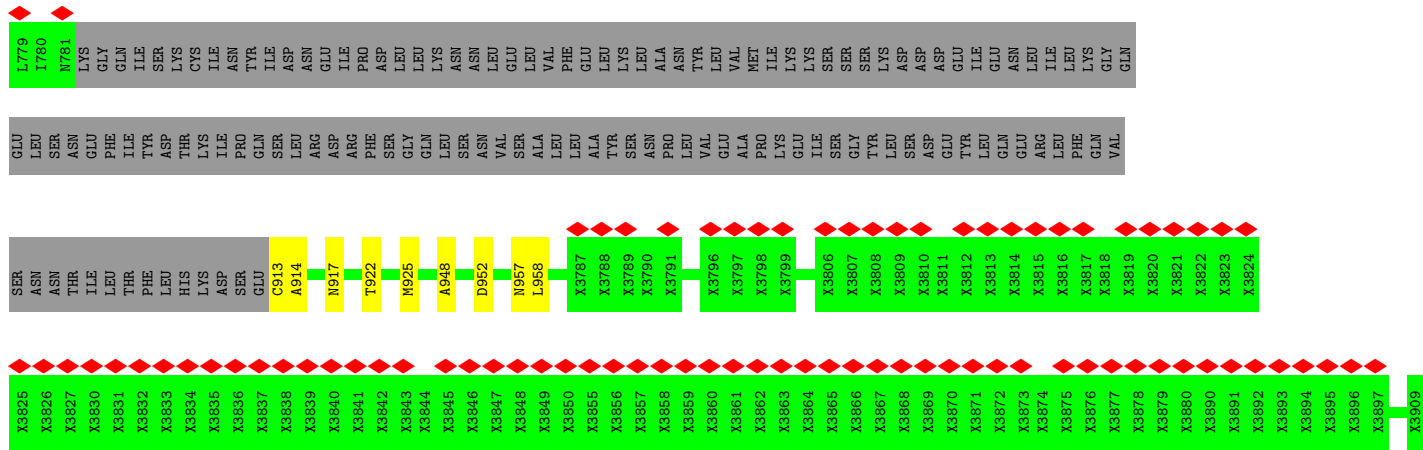 L779 I780 N781 LYS GLY GLN ILE SER LYS CYS ILE ASN TYR ILE ASP ASN GLU ILE PRO ASP LEU LEU LYS ASN ASN LEU GLU LEU VAL PHE GLU LEU LYS LEU ALA ASN TYR LEU VAL MET ILE LYS LYS SER SER SER LYS ASP ASP ASP GLU ILE GLU ASN LEU ILE LEU LYS GLY GLN
GLU LEU SER ASN GLU PHE ILE TYR ASP THR LYS ILE PRO GLN SER LEU ARG ASP ARG PHE SER GLY GLN LEU SER ASN VAL SER ALA LEU LEU ALA TYR SER ASN PRO LEU VAL GLU ALA PRO LYS GLU ILE SER GLY TYR LEU SER ASP GLU TYR LEU GLN GLU ARG LEU PHE GLN VAL
SER ASN ASN THR ILE LEU THR PHE LEU HIS LYS ASP SER GLU C913 A914 N917 T922 M925 A948 D952 N957 L958 X3787 X3788 X3789 X3790 X3791 X3796 X3797 X3798 X3799 X3806 X3807 X3808 X3809 X3810 X3811 X3812 X3813 X3814 X3815 X3816 X3817 X3818 X3819 X3820 X3821 X3822 X3823 X3824
X3825 X3826 X3827 X3830 X3831 X3832 X3833 X3834 X3835 X3836 X3837 X3838 X3839 X3840 X3841 X3842 X3843 X3844 X3845 X3846 X3847 X3848 X3849 X3850 X3855 X3856 X3857 X3858 X3859 X3860 X3861 X3862 X3863 X3864 X3865 X3866 X3867 X3868 X3869 X3870 X3871 X3872 X3873 X3874 X3875 X3876 X3877 X3878 X3879 X3880 X3890 X3891 X3892 X3893 X3894 X3895 X3896 X3897 X3909